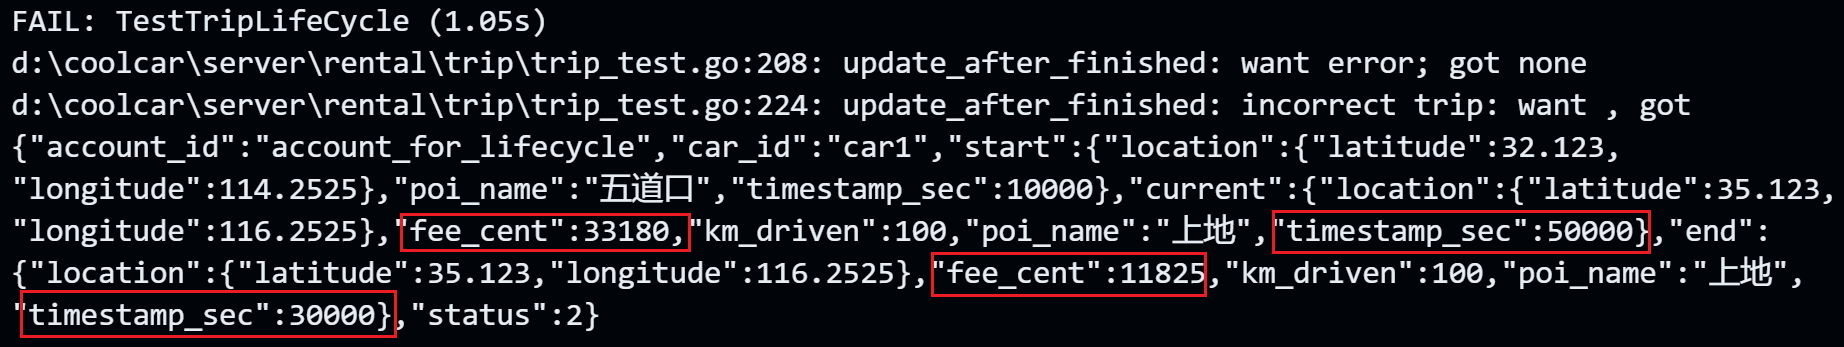 FAIL: TestTripLifeCycle (1.05s)
d:\coolcar\server\rental\trip\trip_test.go:208: update_after_finished: want error; got none
d:\coolcar\server\rental\trip\trip_test.go:224: update_after_finished: incorrect trip: want , got
{"account_id":"account_for_lifecycle","car_id":"car1","start":{"location":{"latitude":32.123,
"longitude":114.2525},"poi_name":"五道口","timestamp_sec":10000},"current":{"location":{"latitude":35.123,
"longitude":116.2525},"fee_cent":33180,"km_driven":100,"poi_name":"上地","timestamp_sec":50000},"end":
{"location":{"latitude":35.123,"longitude":116.2525},"fee_cent":11825,"km_driven":100,"poi_name":"上地",
"timestamp_sec":30000},"status":2}